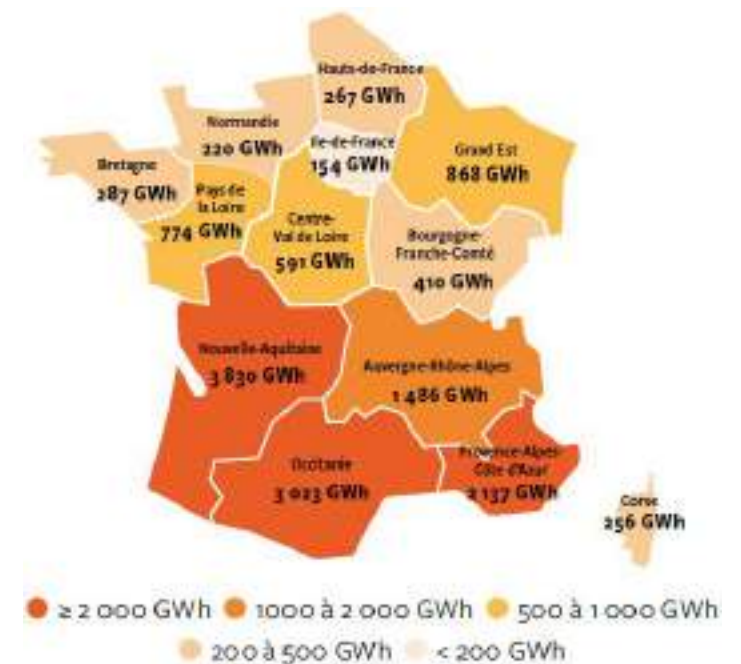 Hauts-de-France
267 GWh
Normandie
220 GWh
Ile-de-France
154 GWh
Grand Est
868 GWh
Bretagne
287 GWh
Pays de
la Loire
774 GWh
Centre-
Val de Loire
591 GWh
Bourgogne-
Franche-Comté
410 GWh
Nouvelle-Aquitaine
3 830 GWh
Auvergne-Rhône-Alpes
1 486 GWh
Occitanie
3 023 GWh
Provence-Alpes-
Côte d'Azur
2 137 GWh
Corse
256 GWh
≥ 2 000 GWh
1000 à 2 000 GWh
500 à 1 000 GWh
200 à 500 GWh
< 200 GWh